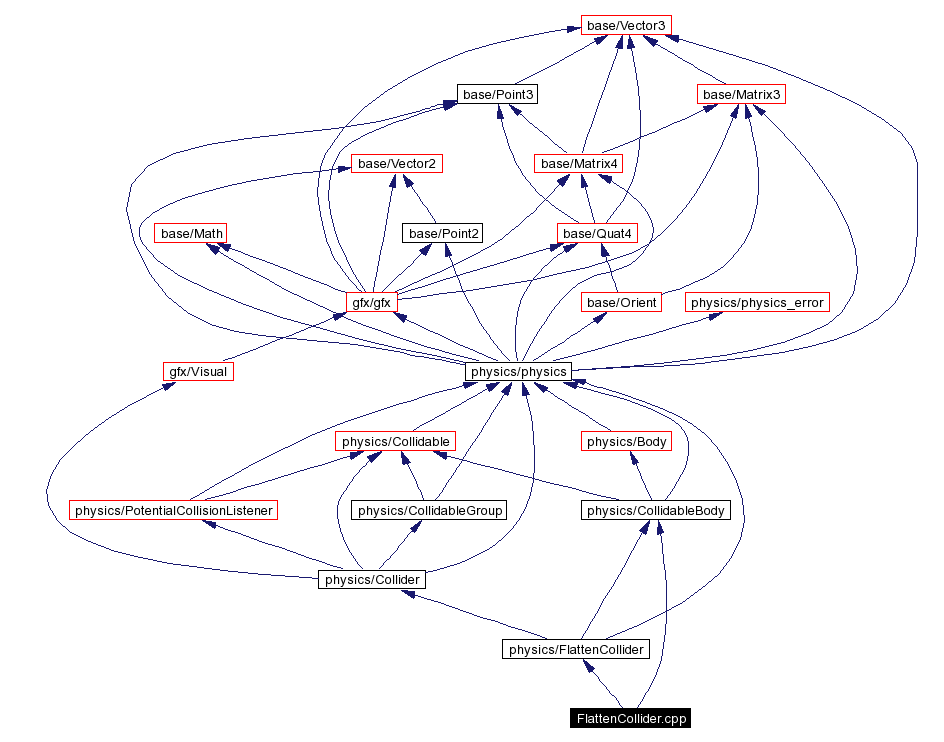 base/Vector3
base/Point3
base/Matrix3
base/Vector2
base/Matrix4
base/Math
base/Point2
base/Quat4
gfx/gfx
base/Orient
physics/physics_error
gfx/Visual
physics/physics
physics/Collidable
physics/Body
physics/PotentialCollisionListener
physics/CollidableGroup
physics/CollidableBody
physics/Collider
physics/FlattenCollider
FlattenCollider.cpp